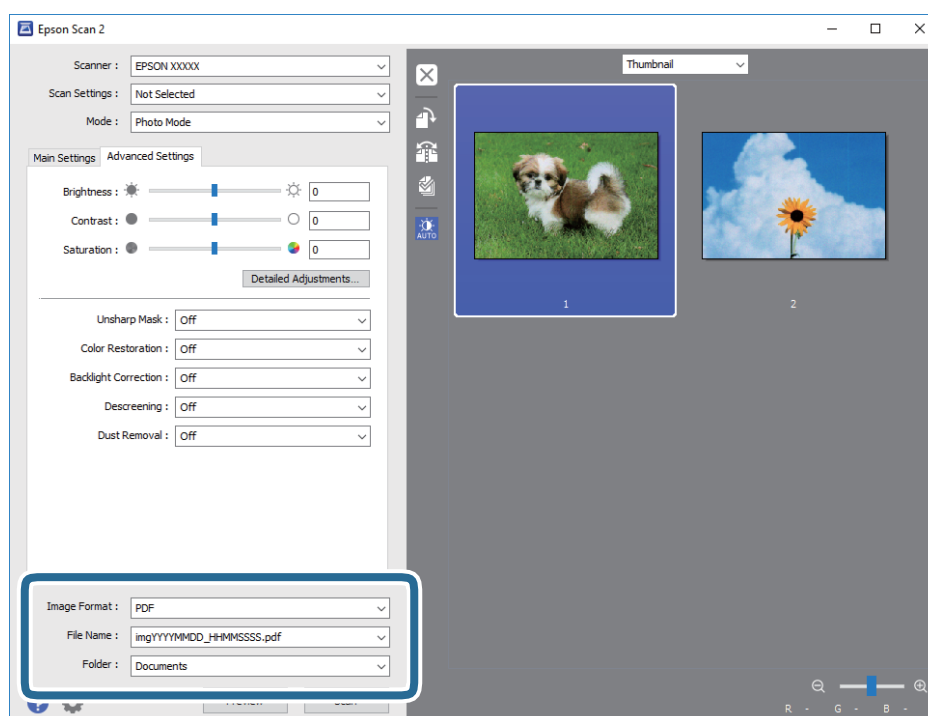 Epson Scan 2
Scanner : EPSON XXXXX
Scan Settings : Not Selected
Mode : Photo Mode
Main Settings Advanced Settings
Brightness : 0
Contrast : 0
Saturation : 0
Detailed Adjustments...
Unsharp Mask : Off
Color Restoration : Off
Backlight Correction : Off
Descreening : Off
Dust Removal : Off
Image Format : PDF
File Name : imgYYYYMMDD_HHMMSSSS.pdf
Folder : Documents
Preview Scan
Thumbnail
AUTO
1 2
R - G - B -